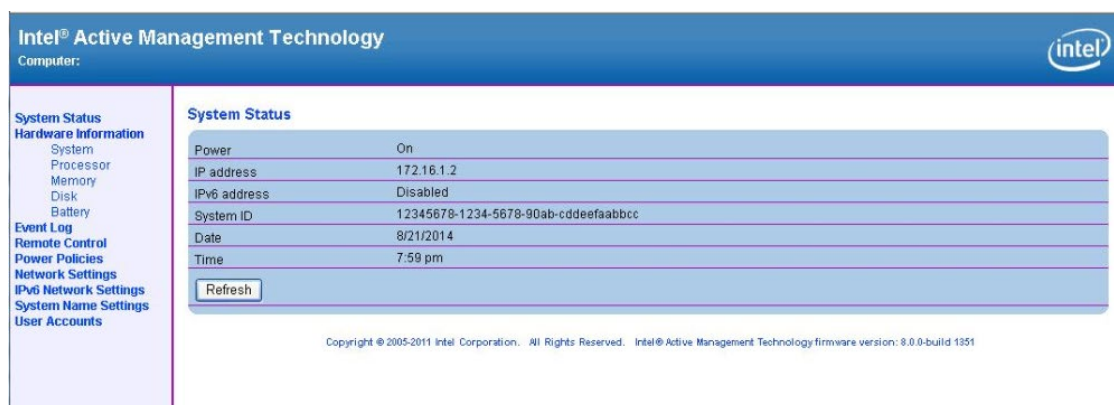 Intel® Active Management Technology
Computer:
intel
System Status
Hardware Information
System
Processor
Memory
Disk
Battery
Event Log
Remote Control
Power Policies
Network Settings
IPv6 Network Settings
System Name Settings
User Accounts
System Status
Power On
IP address 172.16.1.2
IPv6 address Disabled
System ID 12345678-1234-5678-90ab-cddeefaabbcc
Date 8/21/2014
Time 7:59 pm
Refresh
Copyright © 2005-2011 Intel Corporation. All Rights Reserved. Intel® Active Management Technology firmware version: 8.0.0-build 1351